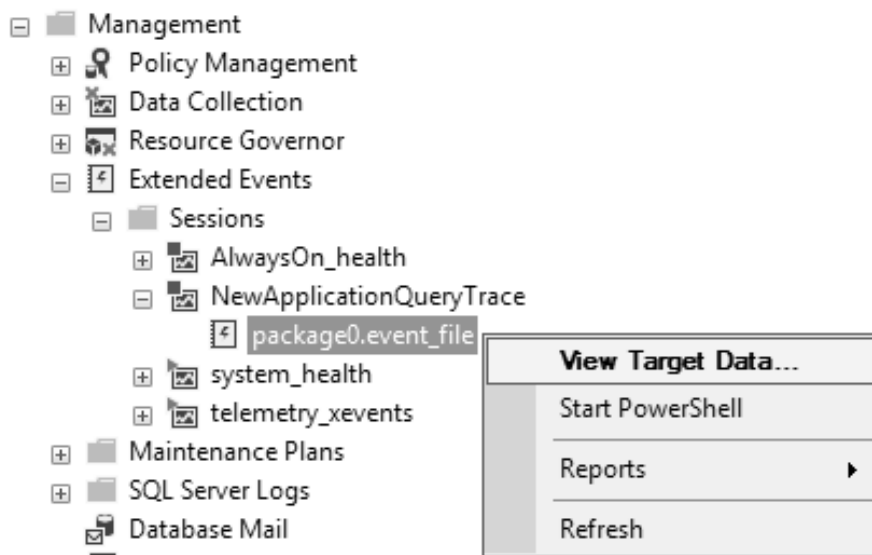 Management
Policy Management
Data Collection
Resource Governor
Extended Events
Sessions
AlwaysOn_health
NewApplicationQueryTrace
package0.event_file
View Target Data...
system_health
Start PowerShell
telemetry_xevents
Maintenance Plans
Reports
SQL Server Logs
Database Mail
Refresh